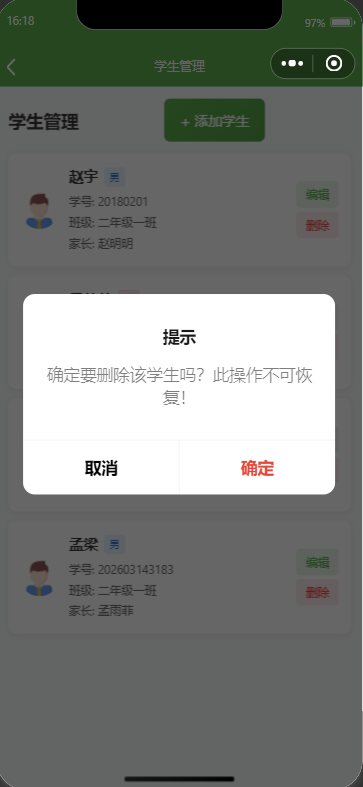 16:18
97%
学生管理
学生管理
+ 添加学生
赵宇 男
学号: 20180201
班级: 二年级一班
家长: 赵明明
编辑
删除
提示
确定要删除该学生吗？此操作不可恢
复！
取消
确定
孟梁 男
学号: 202603143183
班级: 二年级一班
家长: 孟雨菲
编辑
删除